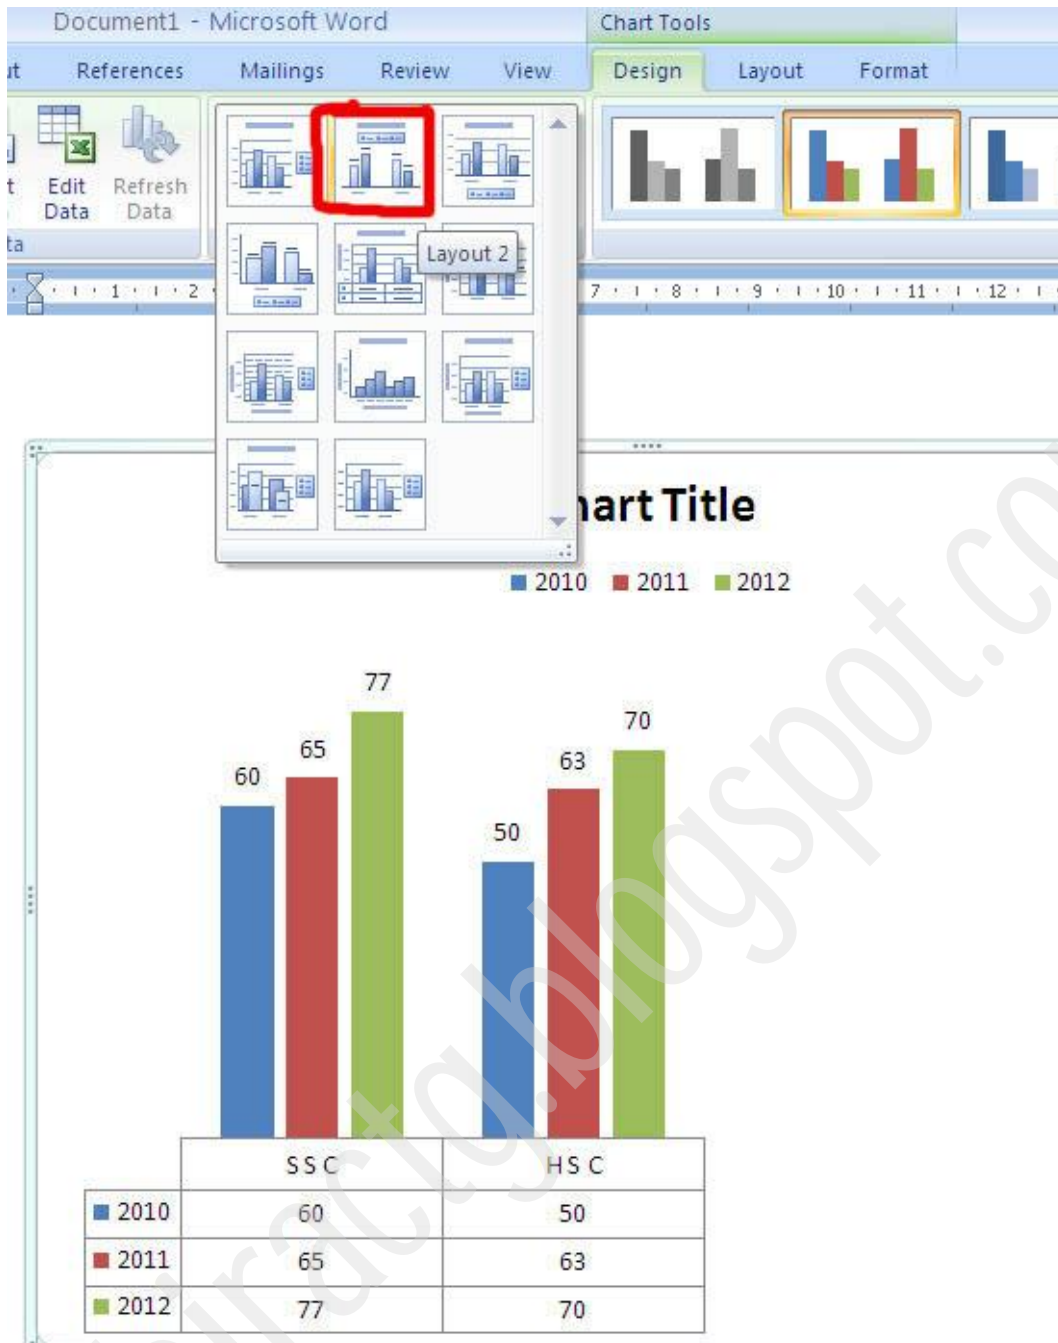 Document1 - Microsoft Word
Chart Tools
References Mailings Review View Design Layout Format
Edit Data
Refresh Data
Layout 2
1 2 7 8 9 10 11 12
Title
2010 2011 2012
77
70
65
63
60
50
SSC HSC
2010 60 50
2011 65 63
2012 77 70
.blogspot.co